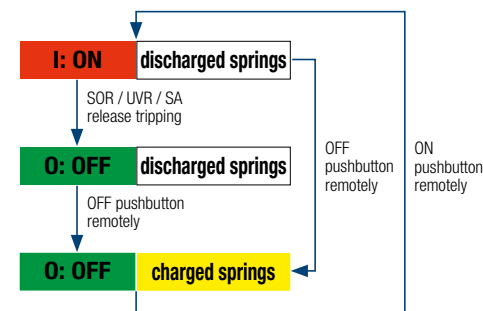 I: ON discharged springs
SOR / UVR / SA
release tripping
OFF
pushbutton
remotely
ON
pushbutton
remotely
O: OFF discharged springs
OFF pushbutton
remotely
O: OFF charged springs